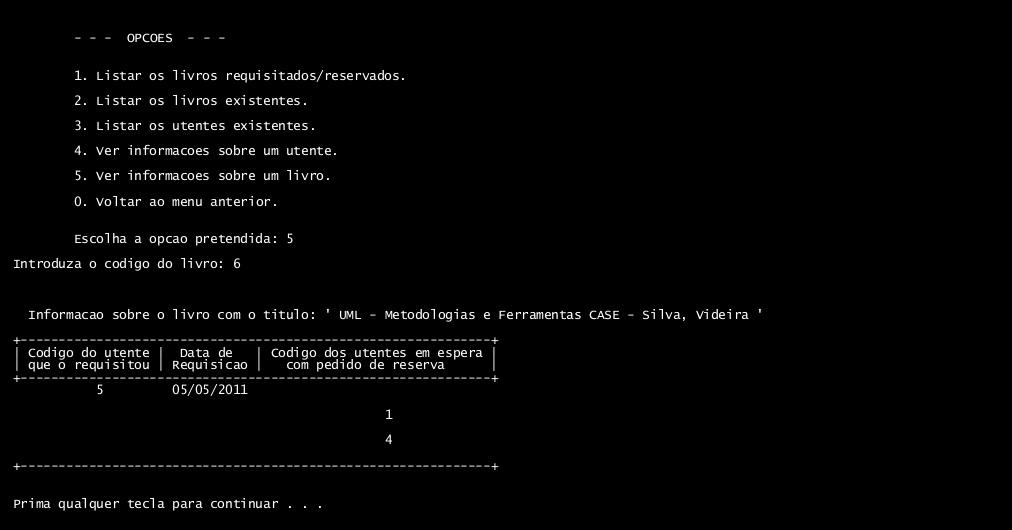 - - -  OPCOES  - - -
1. Listar os livros requisitados/reservados.
2. Listar os livros existentes.
3. Listar os utentes existentes.
4. Ver informacoes sobre um utente.
5. Ver informacoes sobre um livro.
0. Voltar ao menu anterior.
Escolha a opcao pretendida: 5
Introduza o codigo do livro: 6
Informacao sobre o livro com o titulo: ' UML - Metodologias e Ferramentas CASE - Silva, Videira '
+--------------------------------------------------------------+
| Codigo do utente | Data de | Codigo dos utentes em espera |
| que o requisitou | Requisicao | com pedido de reserva |
+--------------------------------------------------------------+
5 05/05/2011
1
4
+--------------------------------------------------------------+
Prima qualquer tecla para continuar . . .